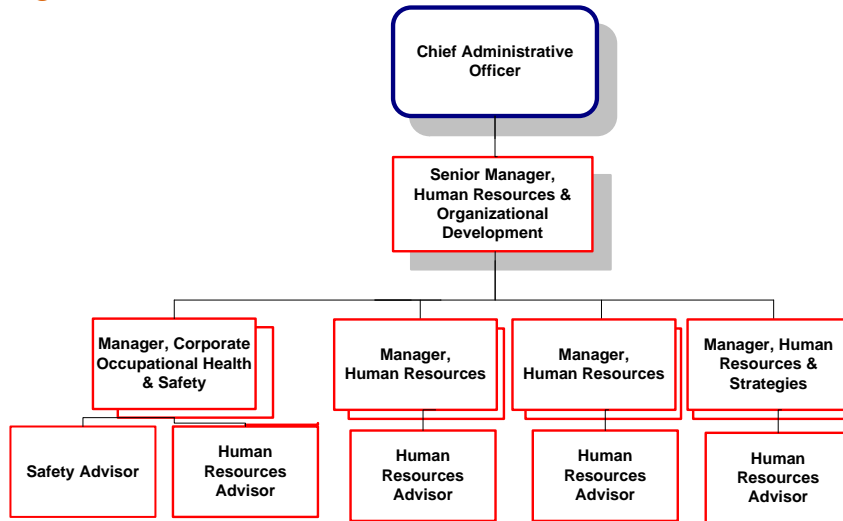 Chief Administrative
Officer
Senior Manager,
Human Resources &
Organizational
Development
Manager, Corporate
Occupational Health
& Safety
Manager,
Human Resources
Manager,
Human Resources
Manager, Human
Resources &
Strategies
Safety Advisor
Human
Resources
Advisor
Human
Resources
Advisor
Human
Resources
Advisor
Human
Resources
Advisor